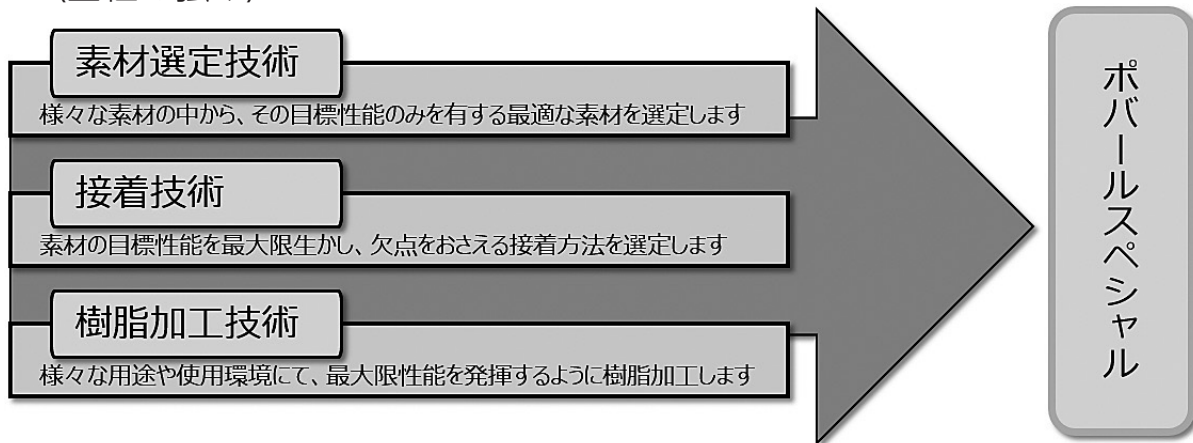 素材選定技術
様々な素材の中から、その目標性能のみを有する最適な素材を選定します
接着技術
素材の目標性能を最大限生かし、欠点をおさえる接着方法を選定します
樹脂加工技術
様々な用途や使用環境にて、最大限性能を発揮するように樹脂加工します
ポバールスペシャル